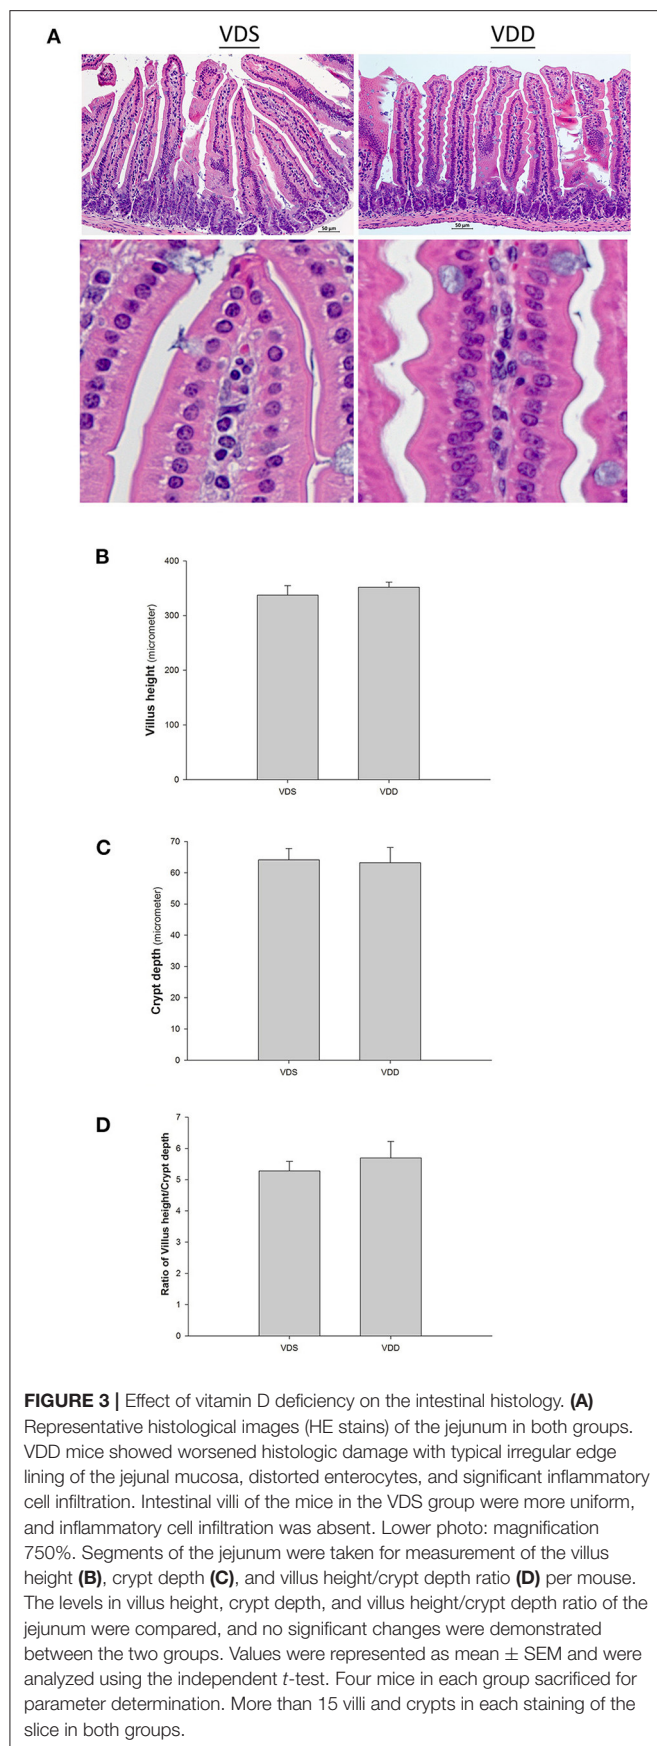 VDS VDD
A
50 µm 50 µm
B
Villus height (micrometer)
400
300
200
100
0
VDS VDD
C
Crypt depth (micrometer)
70
60
50
40
30
20
10
0
VDS VDD
D
Ratio of Villus height/Crypt depth
7
6
5
4
3
2
1
0
VDS VDD
FIGURE 3 | Effect of vitamin D deficiency on the intestinal histology. (A)
Representative histological images (HE stains) of the jejunum in both groups.
VDD mice showed worsened histologic damage with typical irregular edge
lining of the jejunal mucosa, distorted enterocytes, and significant inflammatory
cell infiltration. Intestinal villi of the mice in the VDS group were more uniform,
and inflammatory cell infiltration was absent. Lower photo: magnification
750%. Segments of the jejunum were taken for measurement of the villus
height (B), crypt depth (C), and villus height/crypt depth ratio (D) per mouse.
The levels in villus height, crypt depth, and villus height/crypt depth ratio of the
jejunum were compared, and no significant changes were demonstrated
between the two groups. Values were represented as mean ± SEM and were
analyzed using the independent t-test. Four mice in each group sacrificed for
parameter determination. More than 15 villi and crypts in each staining of the
slice in both groups.